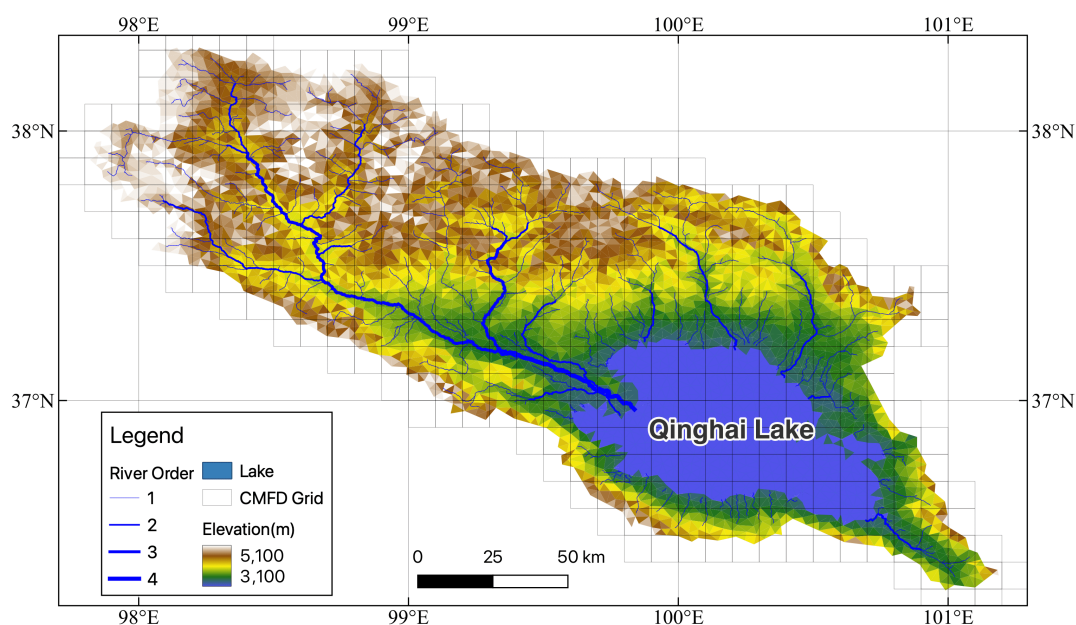 98°E 99°E 100°E 101°E
38°N 38°N
37°N 37°N
Qinghai Lake
Legend
River Order
1
2
3
4
Lake
CMFD Grid
Elevation(m)
5,100
3,100
0 25 50 km
98°E 99°E 100°E 101°E